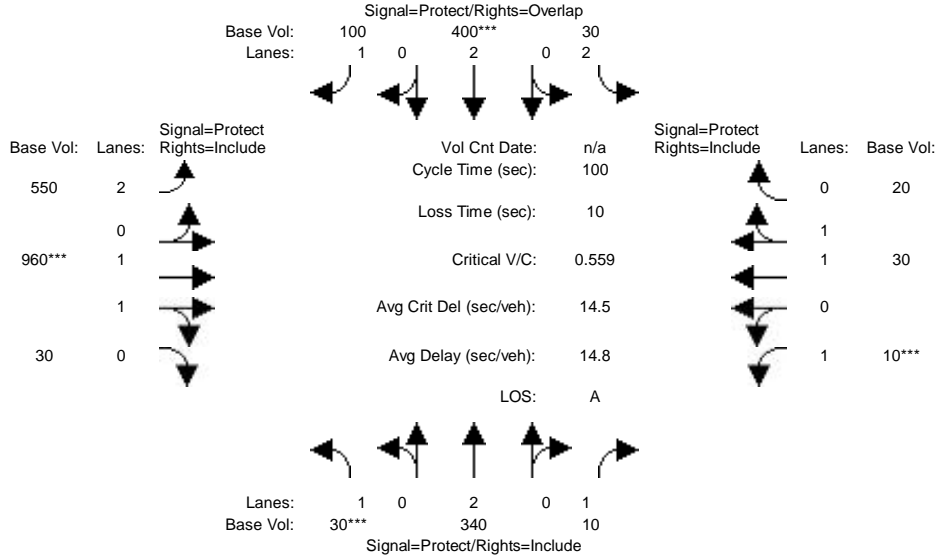 Signal=Protect/Rights=Overlap
Base Vol: 100 400*** 30
Lanes: 1 0 2 0 2
Signal=Protect Signal=Protect
Base Vol: Lanes: Rights=Include Vol Cnt Date: n/a Rights=Include Lanes: Base Vol:
Cycle Time (sec): 100
550 2 0 20
Loss Time (sec): 10
0 1
960*** 1 Critical V/C: 0.559 1 30
1 Avg Crit Del (sec/veh): 14.5 0
30 0 Avg Delay (sec/veh): 14.8 1 10***
LOS: A
Lanes: 1 0 2 0 1
Base Vol: 30*** 340 10
Signal=Protect/Rights=Include